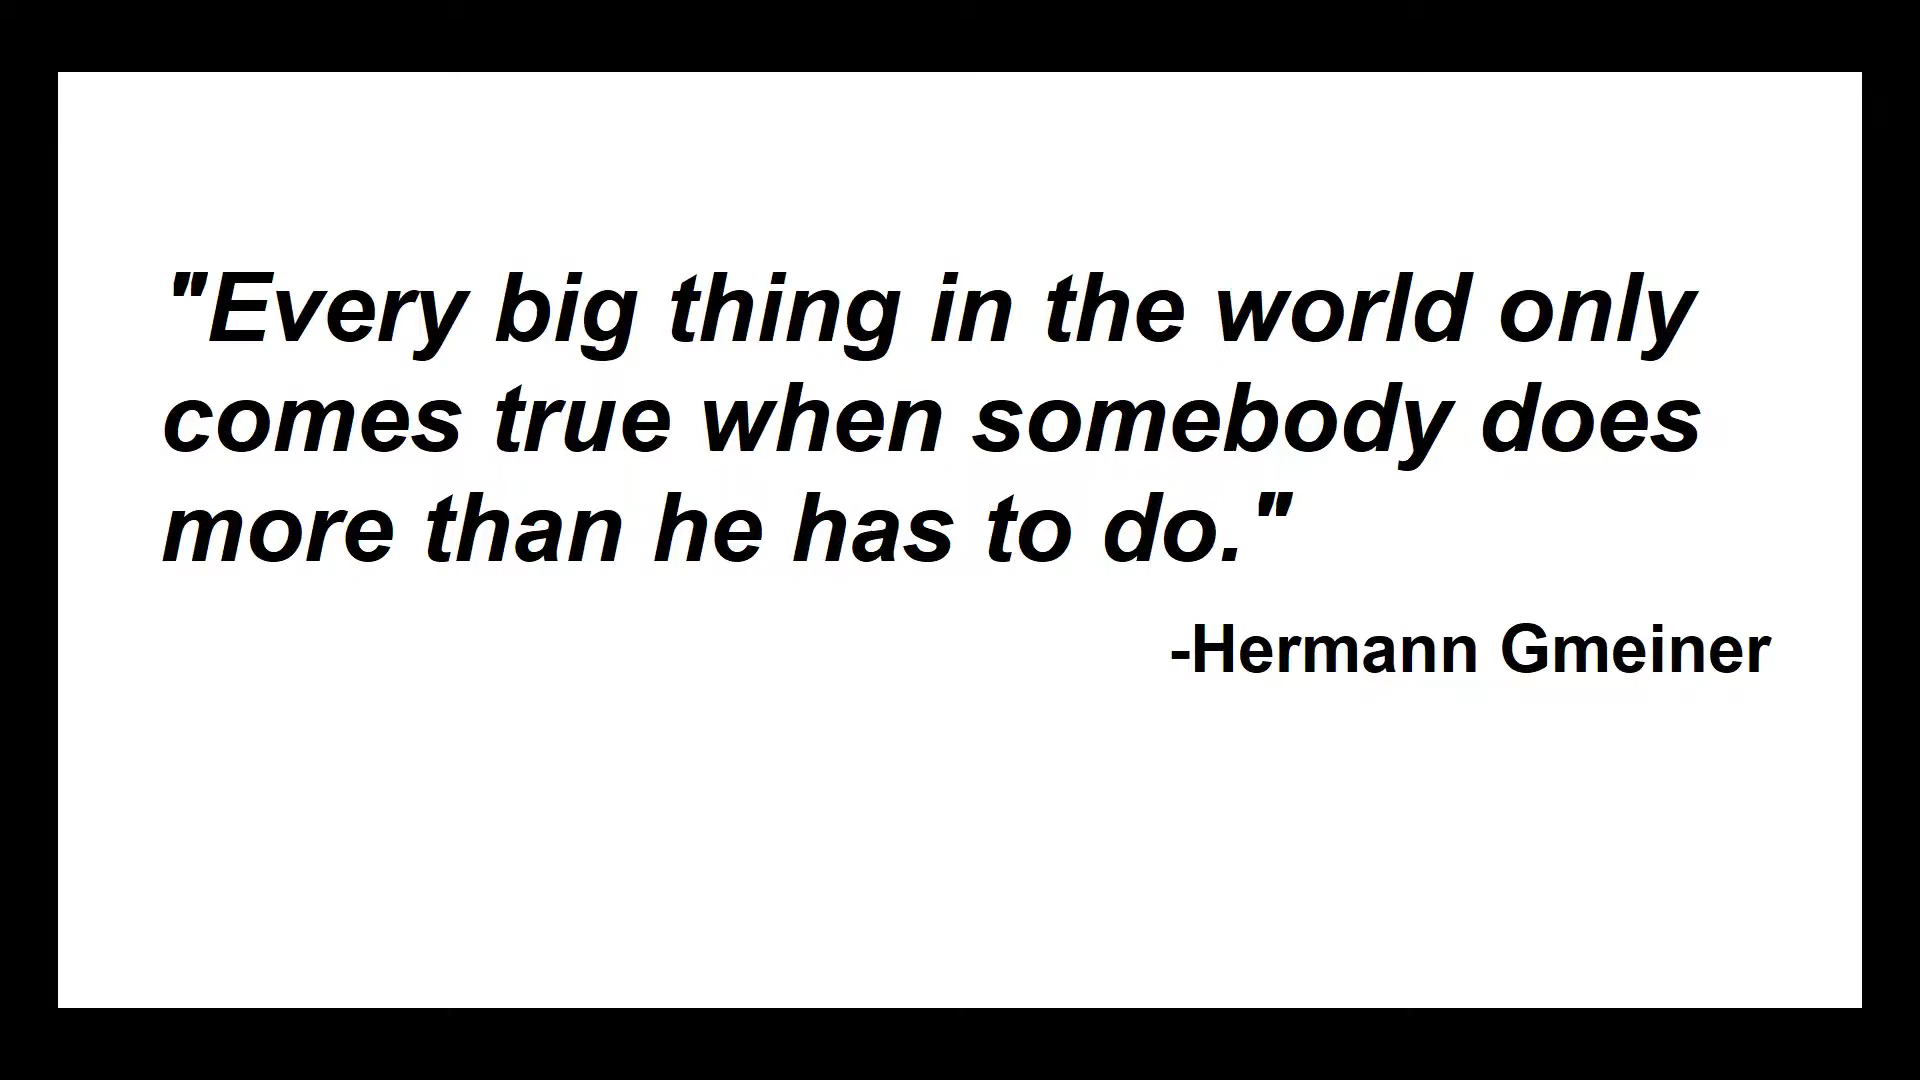 "Every big thing in the world only
comes true when somebody does
more than he has to do."
-Hermann Gmeiner